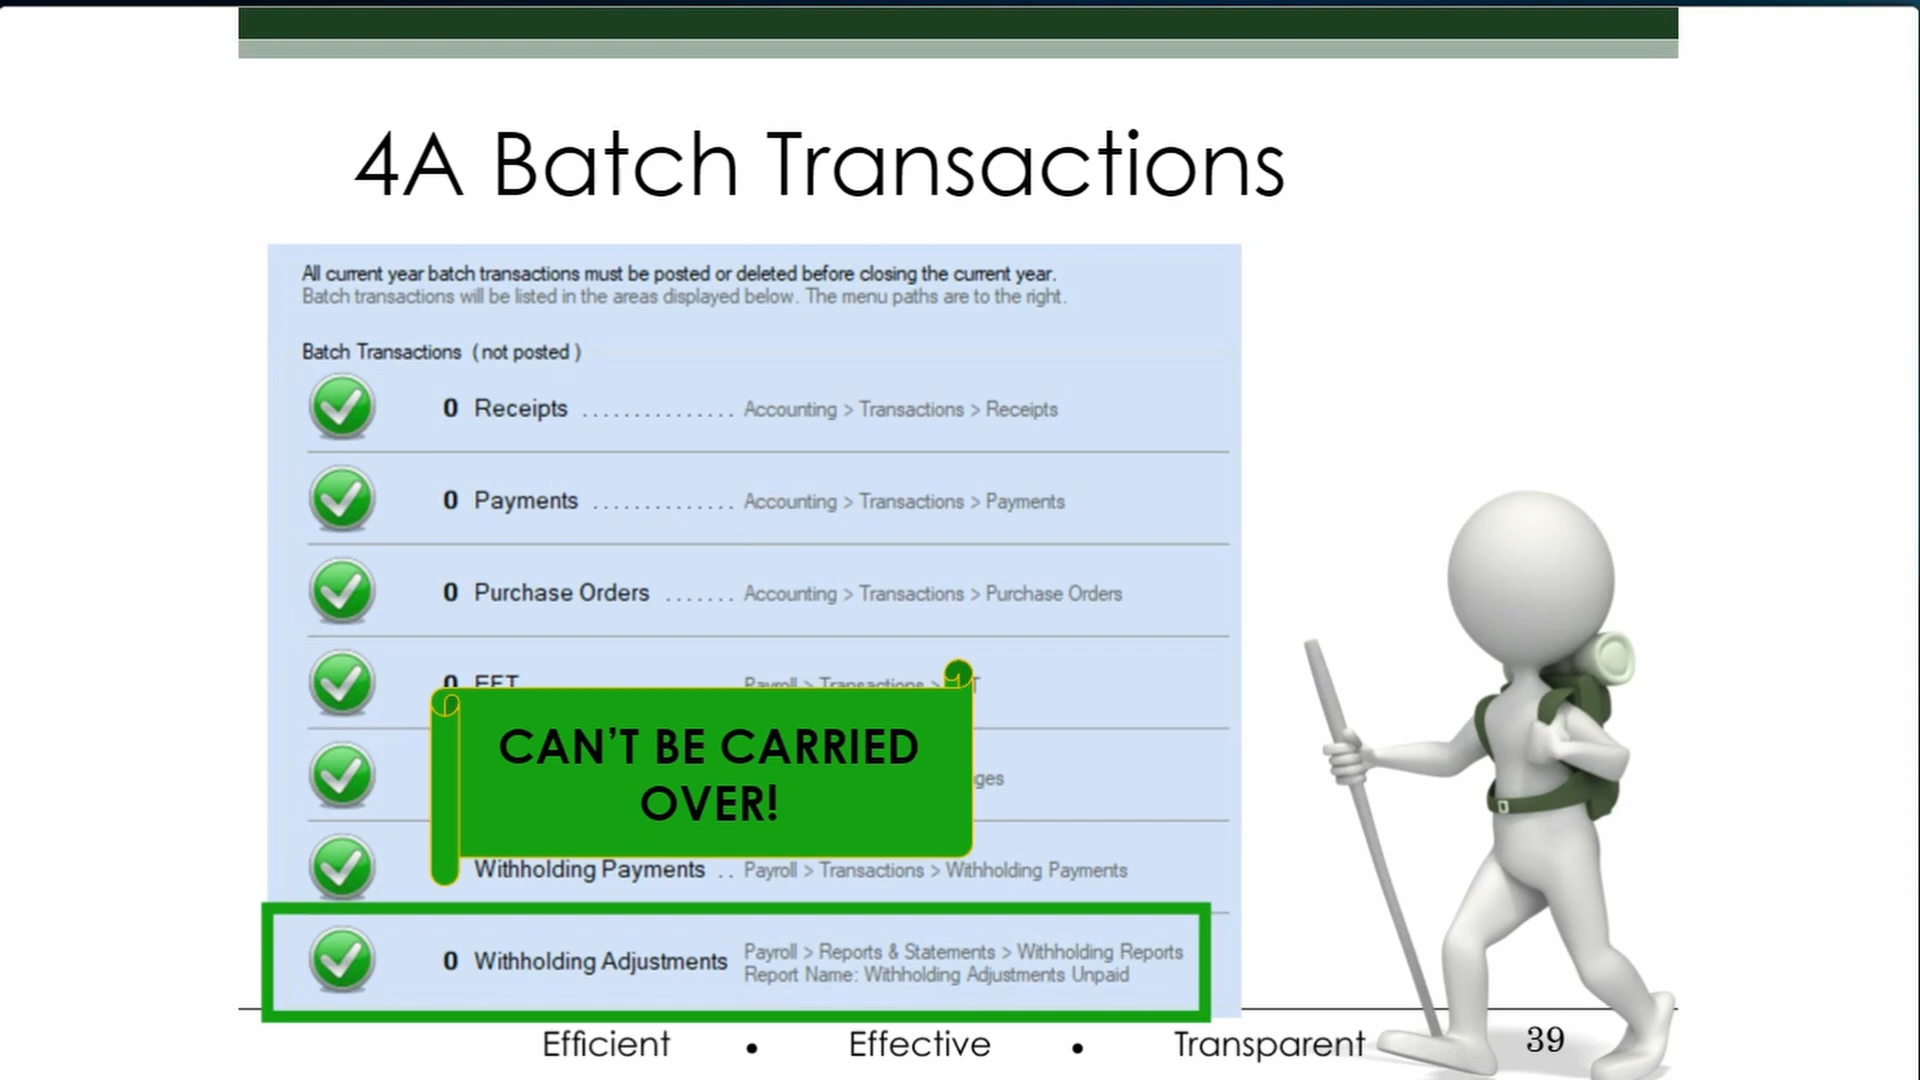 4A Batch Transactions
All current year batch transactions must be posted or deleted before closing the current year.
Batch transactions will be listed in the areas displayed below. The menu paths are to the right.
Batch Transactions ( not posted )
0 Receipts ............... Accounting > Transactions > Receipts
0 Payments .............. Accounting > Transactions > Payments
0 Purchase Orders ....... Accounting > Transactions > Purchase Orders
0 EFT Payroll > Transactions >
CAN'T BE CARRIED
OVER!
Withholding Payments .. Payroll > Transactions > Withholding Payments
0 Withholding Adjustments Payroll > Reports & Statements > Withholding Reports
Report Name: Withholding Adjustments Unpaid
Efficient • Effective • Transparent 39